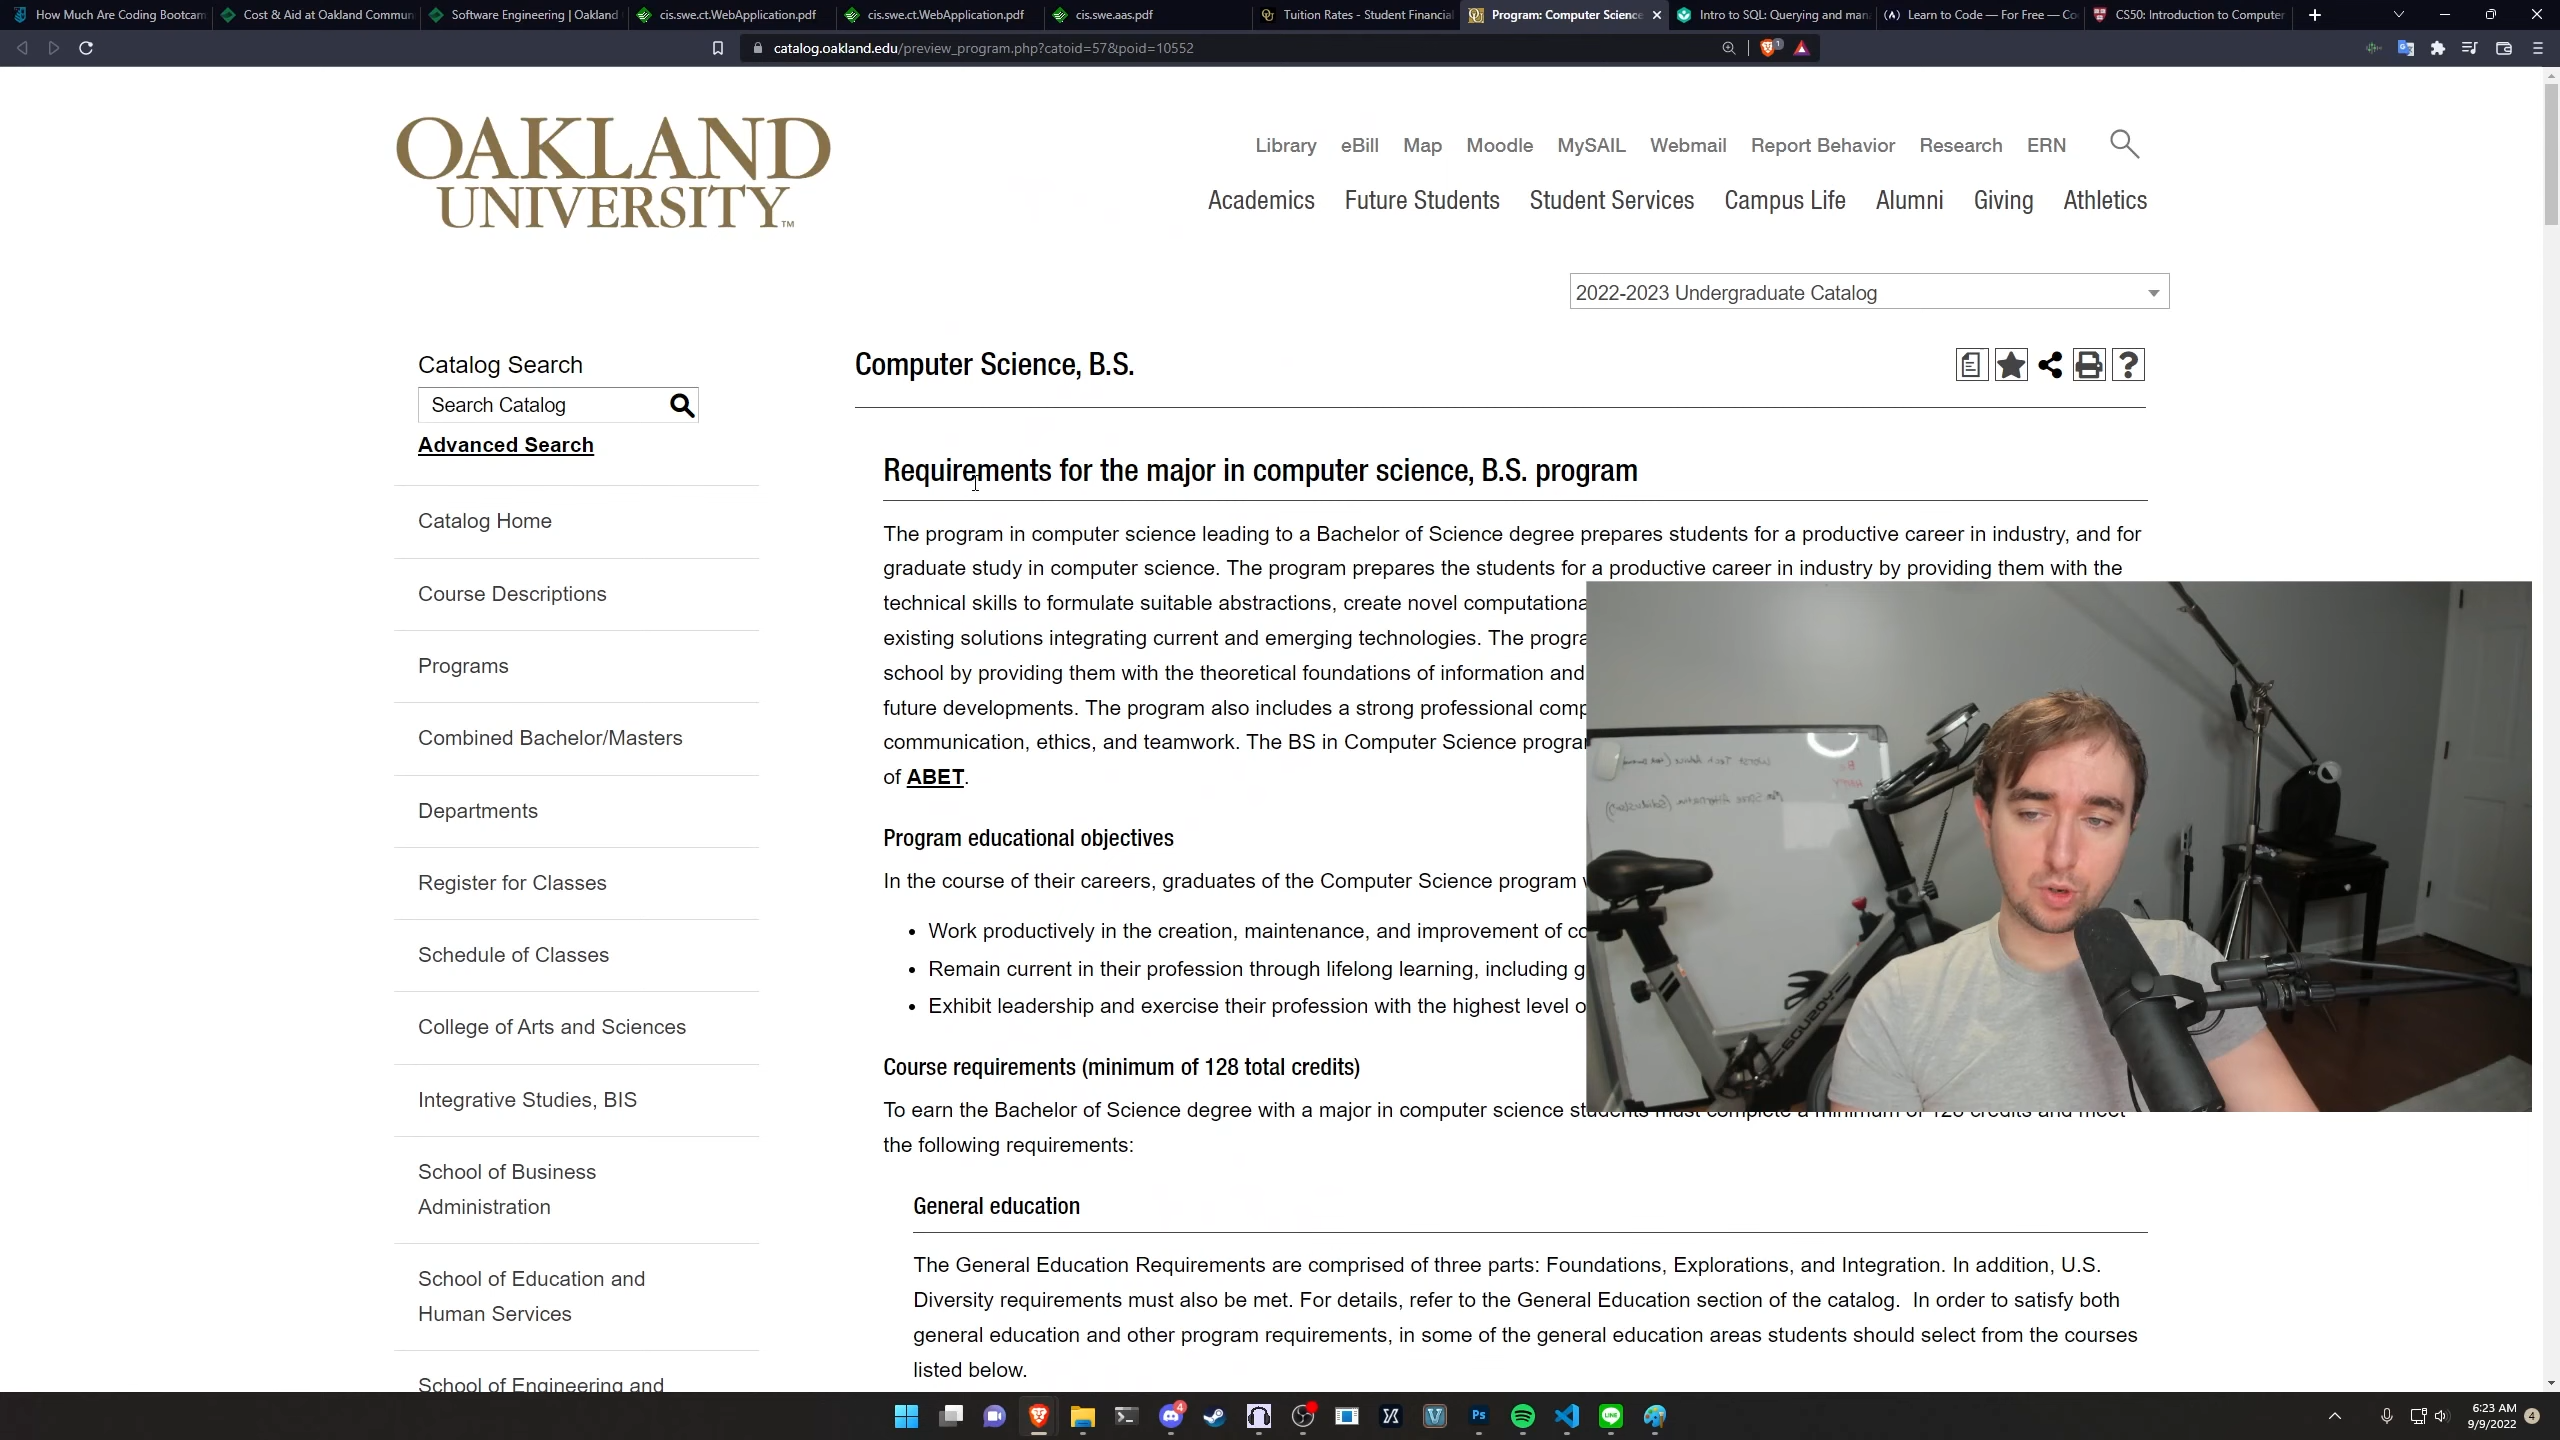 How Much Are Coding Bootcam
Cost & Aid at Oakland Commun
Software Engineering | Oakland
cis.swe.ct.WebApplication.pdf
cis.swe.ct.WebApplication.pdf
cis.swe.aas.pdf
Tuition Rates - Student Financial
Program: Computer Science
Intro to SQL: Querying and man
Learn to Code — For Free — Co
CS50: Introduction to Computer
catalog.oakland.edu/preview_program.php?catoid=57&poid=10552
OAKLAND
UNIVERSITY™
Library eBill Map Moodle MySAIL Webmail Report Behavior Research ERN
Academics Future Students Student Services Campus Life Alumni Giving Athletics
2022-2023 Undergraduate Catalog
Catalog Search
Search Catalog
Advanced Search
Catalog Home
Course Descriptions
Programs
Combined Bachelor/Masters
Departments
Register for Classes
Schedule of Classes
College of Arts and Sciences
Integrative Studies, BIS
School of Business
Administration
School of Education and
Human Services
School of Engineering and
Computer Science, B.S.
Requirements for the major in computer science, B.S. program
The program in computer science leading to a Bachelor of Science degree prepares students for a productive career in industry, and for
graduate study in computer science. The program prepares the students for a productive career in industry by providing them with the
technical skills to formulate suitable abstractions, create novel computationa
existing solutions integrating current and emerging technologies. The progra
school by providing them with the theoretical foundations of information and
future developments. The program also includes a strong professional comp
communication, ethics, and teamwork. The BS in Computer Science progra
of ABET.
Program educational objectives
In the course of their careers, graduates of the Computer Science program
• Work productively in the creation, maintenance, and improvement of co
• Remain current in their profession through lifelong learning, including g
• Exhibit leadership and exercise their profession with the highest level o
Course requirements (minimum of 128 total credits)
To earn the Bachelor of Science degree with a major in computer science students must complete a minimum of 128 credits and meet
the following requirements:
General education
The General Education Requirements are comprised of three parts: Foundations, Explorations, and Integration. In addition, U.S.
Diversity requirements must also be met. For details, refer to the General Education section of the catalog. In order to satisfy both
general education and other program requirements, in some of the general education areas students should select from the courses
listed below.
YOSUDA
6:23 AM
9/9/2022
4